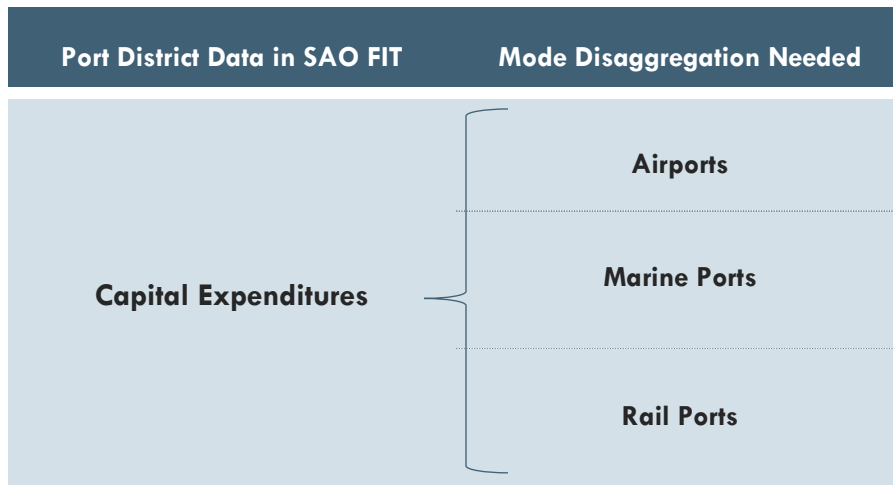 Port District Data in SAO FIT
Mode Disaggregation Needed
Capital Expenditures
Airports
Marine Ports
Rail Ports